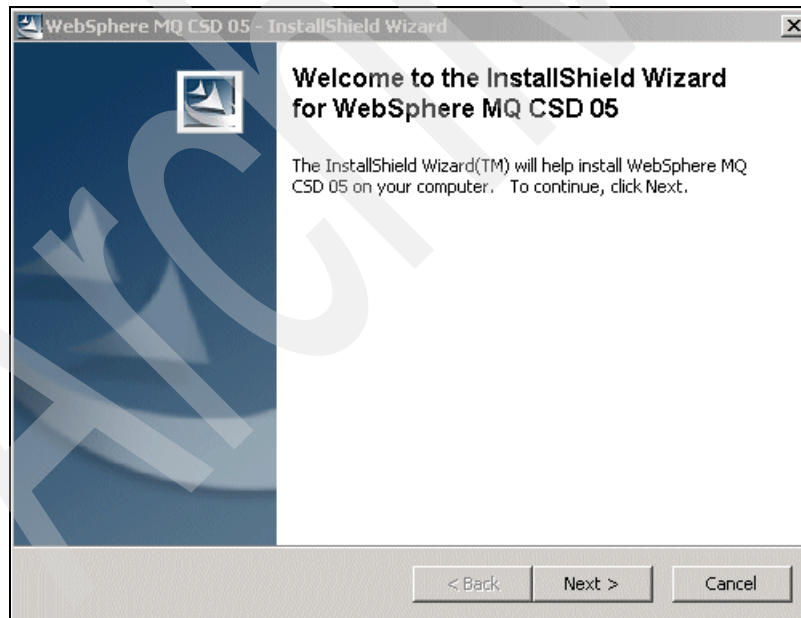 WebSphere MQ CSD 05 - InstallShield Wizard
Welcome to the InstallShield Wizard
for WebSphere MQ CSD 05
The InstallShield Wizard(TM) will help install WebSphere MQ
CSD 05 on your computer. To continue, click Next.
< Back
Next >
Cancel